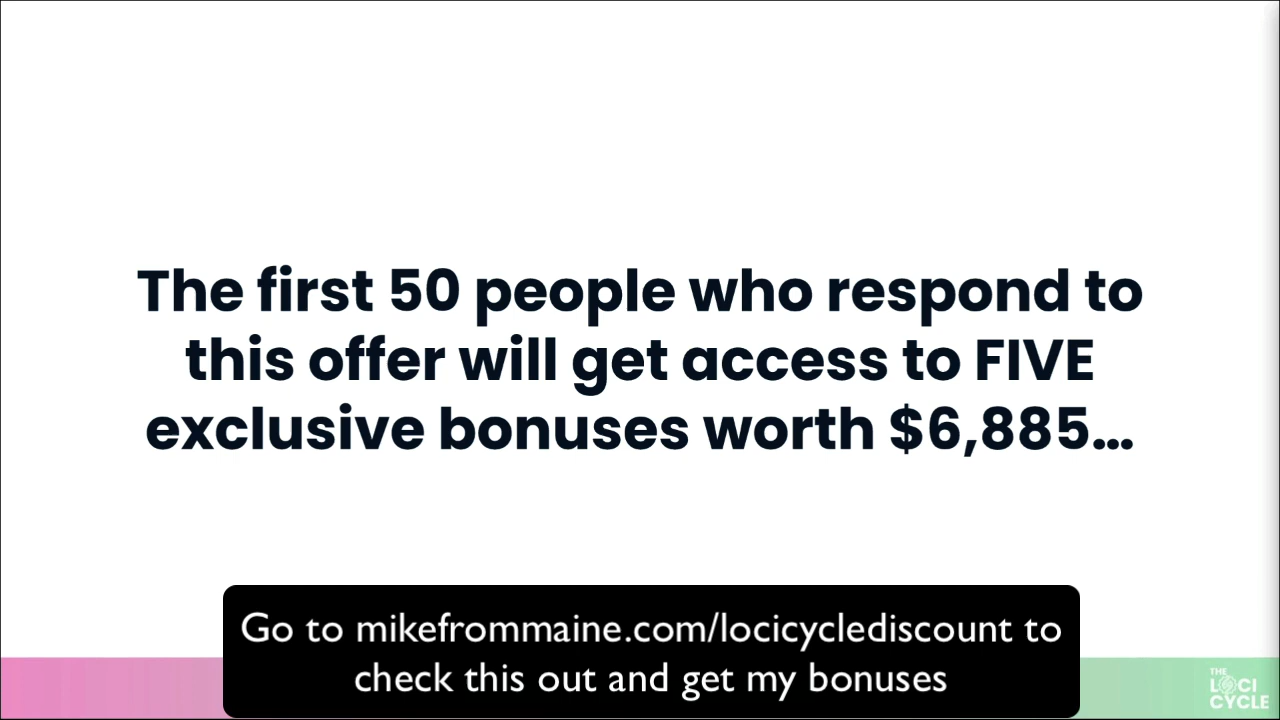 The first 50 people who respond to
this offer will get access to FIVE
exclusive bonuses worth $6,885...
Go to mikefrommaine.com/locicyclediscount to
check this out and get my bonuses
THE
LOCI
CYCLE